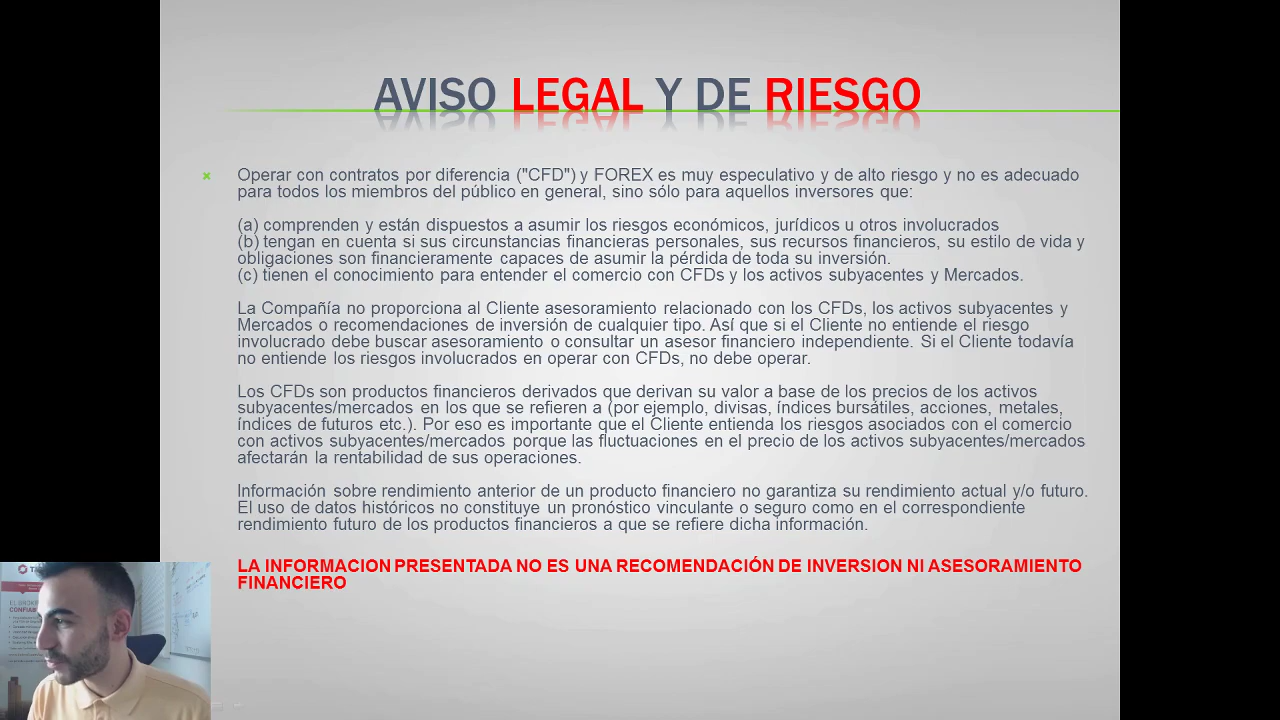 AVISO LEGAL Y DE RIESGO
Operar con contratos por diferencia ("CFD") y FOREX es muy especulativo y de alto riesgo y no es adecuado
para todos los miembros del público en general, sino sólo para aquellos inversores que:
(a) comprenden y están dispuestos a asumir los riesgos económicos, jurídicos u otros involucrados
(b) tengan en cuenta si sus circunstancias financieras personales, sus recursos financieros, su estilo de vida y
obligaciones son financieramente capaces de asumir la pérdida de toda su inversión.
(c) tienen el conocimiento para entender el comercio con CFDs y los activos subyacentes y Mercados.
La Compañía no proporciona al Cliente asesoramiento relacionado con los CFDs, los activos subyacentes y
Mercados o recomendaciones de inversión de cualquier tipo. Así que si el Cliente no entiende el riesgo
involucrado debe buscar asesoramiento o consultar un asesor financiero independiente. Si el Cliente todavía
no entiende los riesgos involucrados en operar con CFDs, no debe operar.
Los CFDs son productos financieros derivados que derivan su valor a base de los precios de los activos
subyacentes/mercados en los que se refieren a (por ejemplo, divisas, índices bursátiles, acciones, metales,
índices de futuros etc.). Por eso es importante que el Cliente entienda los riesgos asociados con el comercio
con activos subyacentes/mercados porque las fluctuaciones en el precio de los activos subyacentes/mercados
afectarán la rentabilidad de sus operaciones.
Información sobre rendimiento anterior de un producto financiero no garantiza su rendimiento actual y/o futuro.
El uso de datos históricos no constituye un pronóstico vinculante o seguro como en el correspondiente
rendimiento futuro de los productos financieros a que se refiere dicha información.
LA INFORMACION PRESENTADA NO ES UNA RECOMENDACIÓN DE INVERSION NI ASESORAMIENTO
FINANCIERO